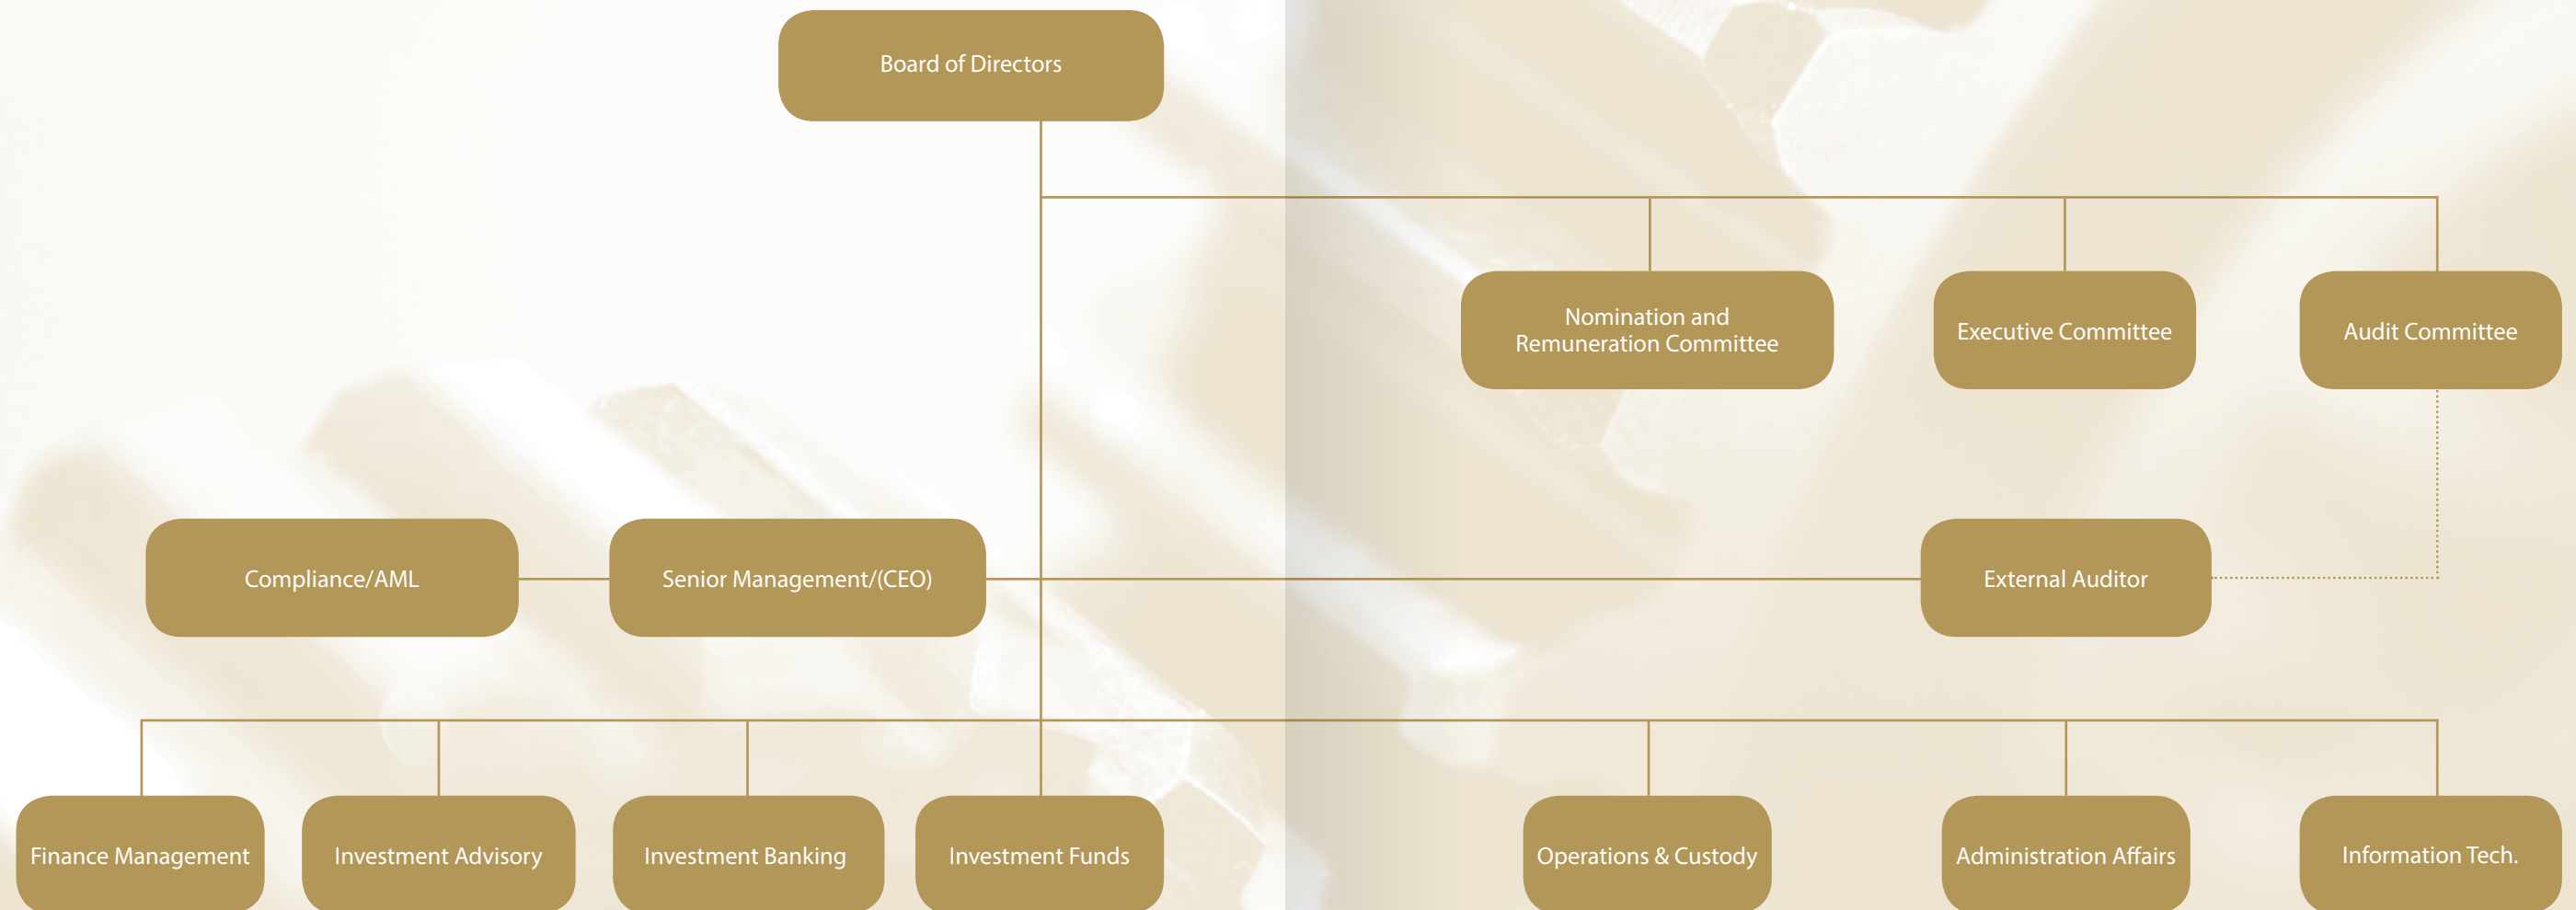 Board of Directors
Nomination and
Remuneration Committee
Executive Committee
Audit Committee
Compliance/AML
Senior Management/(CEO)
External Auditor
Finance Management
Investment Advisory
Investment Banking
Investment Funds
Operations & Custody
Administration Affairs
Information Tech.